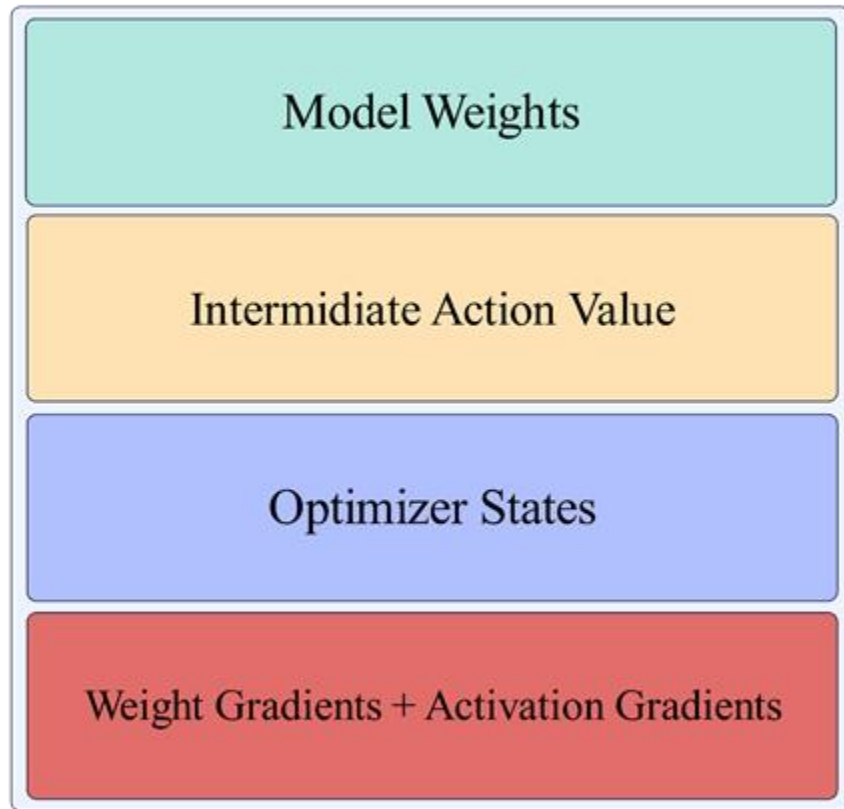 Model Weights
Intermidiate Action Value
Optimizer States
Weight Gradients + Activation Gradients